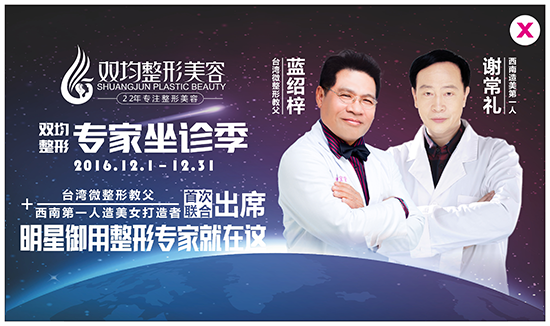 双均整形美容
SHUANGJUN PLASTIC BEAUTY
22年专注整形美容
双均
整形
专家坐诊季
2016.12.1-12.31
+
台湾微整形教父
西南第一人造美女打造者
首次
联合
出席
明星御用整形专家就在这
蓝绍梓
台湾微整形教父
谢常礼
西南造美第一人
X